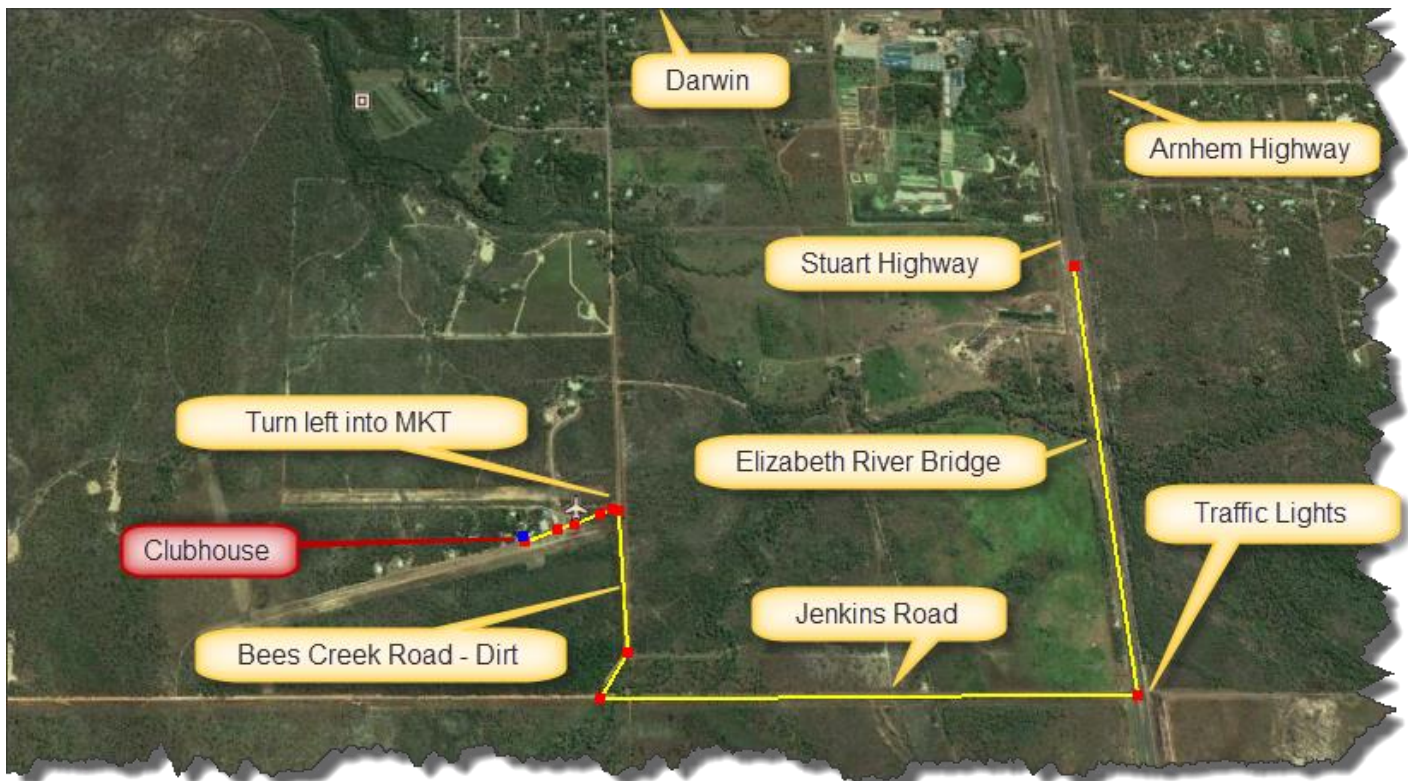 Darwin
Arnhem Highway
Stuart Highway
Turn left into MKT
Elizabeth River Bridge
Traffic Lights
Clubhouse
Jenkins Road
Bees Creek Road - Dirt